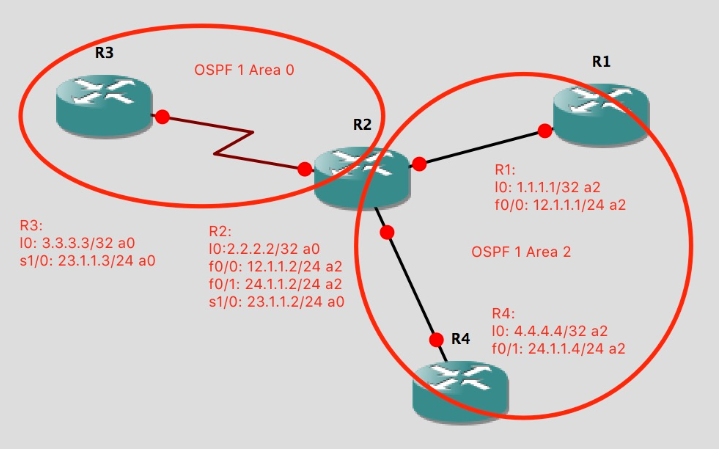 R3
OSPF 1 Area 0
R1
R2
R1:
l0: 1.1.1.1/32 a2
f0/0: 12.1.1.1/24 a2
R3:
l0: 3.3.3.3/32 a0
s1/0: 23.1.1.3/24 a0
R2:
l0:2.2.2.2/32 a0
f0/0: 12.1.1.2/24 a2
f0/1: 24.1.1.2/24 a2
s1/0: 23.1.1.2/24 a0
OSPF 1 Area 2
R4:
l0: 4.4.4.4/32 a2
f0/1: 24.1.1.4/24 a2
R4